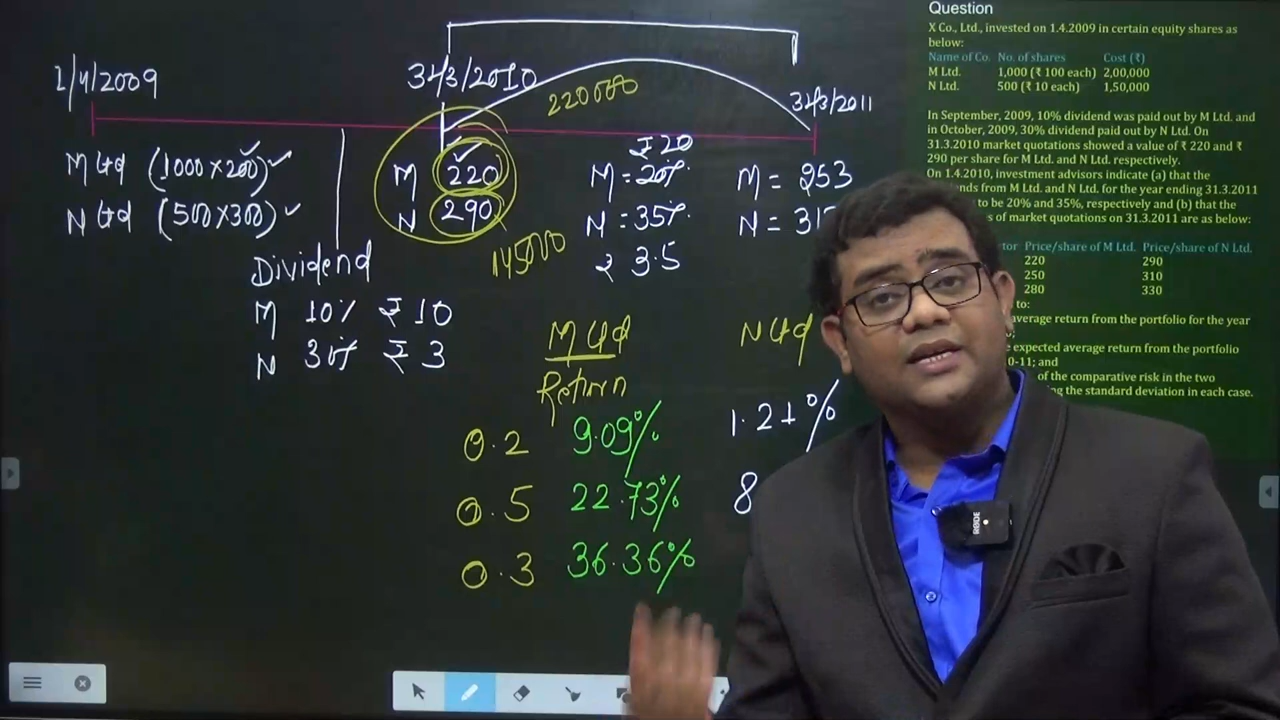 1/4/2009
31/3/2010
220000
31/3/2011
M Ltd (1000×200)
N Ltd (500×300)
M 220
N 290
145000
₹20
M = 20%
N = 35%
₹ 3.5
M = 253
N =
Dividend
M 10% ₹10
N 30% ₹ 3
M Ltd
Return
N Ltd
0.2 9.09% 1.21%
0.5 22.73% 8
0.3 36.36%
RODE
Question
X Co., Ltd., invested on 1.4.2009 in certain equity shares as
below:
Name of Co. No. of shares Cost (₹)
M Ltd. 1,000 (₹ 100 each) 2,00,000
N Ltd. 500 (₹ 10 each) 1,50,000
In September, 2009, 10% dividend was paid out by M Ltd. and
in October, 2009, 30% dividend paid out by N Ltd. On
31.3.2010 market quotations showed a value of ₹ 220 and ₹
290 per share for M Ltd. and N Ltd. respectively.
On 1.4.2010, investment advisors indicate (a) that the
ends from M Ltd. and N Ltd. for the year ending 31.3.2011
to be 20% and 35%, respectively and (b) that the
s of market quotations on 31.3.2011 are as below:
tor Price/share of M Ltd. Price/share of N Ltd.
220 290
250 310
280 330
to:
average return from the portfolio for the year
expected average return from the portfolio
0-11; and
of the comparative risk in the two
ing the standard deviation in each case.